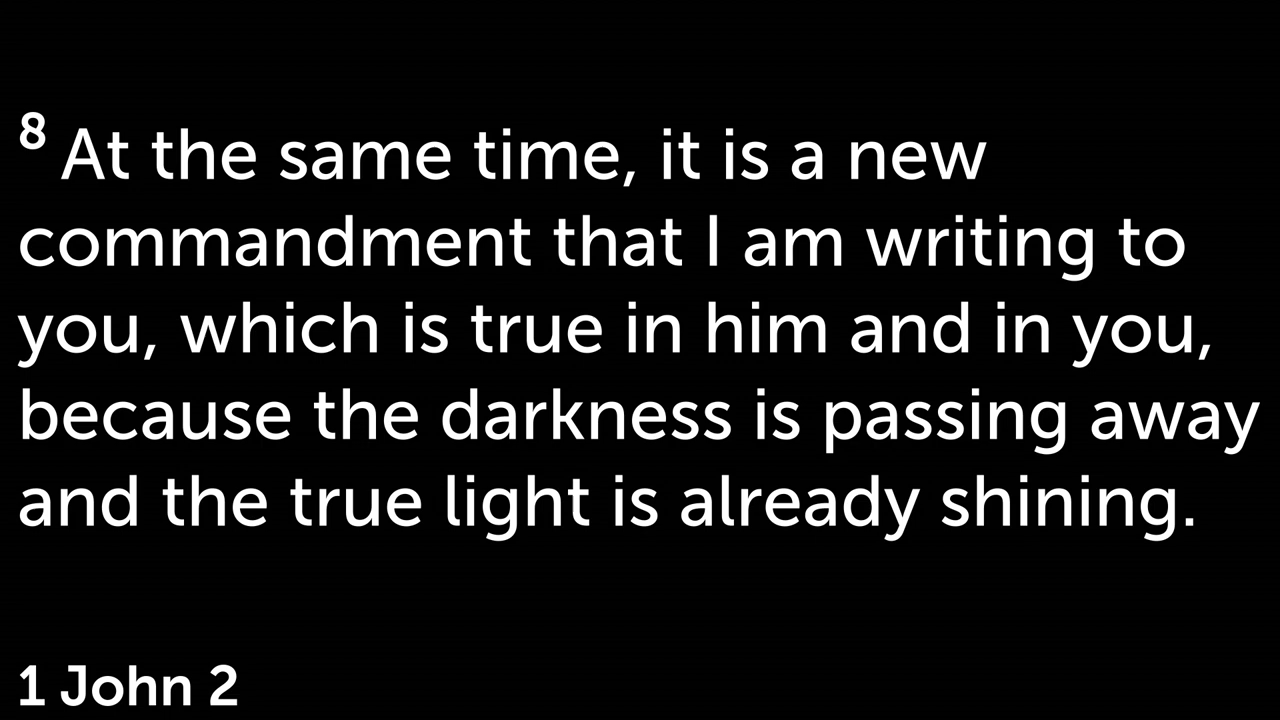 8 At the same time, it is a new
commandment that I am writing to
you, which is true in him and in you,
because the darkness is passing away
and the true light is already shining.
1 John 2